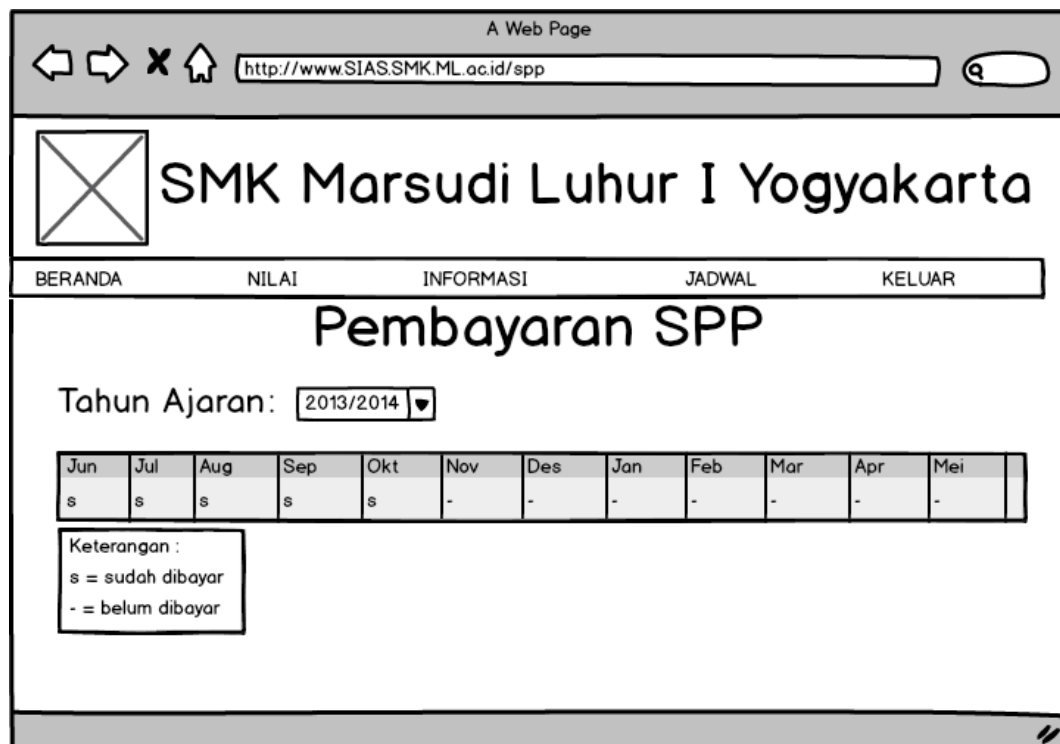 A Web Page
http://www.SIAS.SMK.ML.ac.id/spp
SMK Marsudi Luhur I Yogyakarta
BERANDA NILAI INFORMASI JADWAL KELUAR
Pembayaran SPP
Tahun Ajaran: 2013/2014
Jun Jul Aug Sep Okt Nov Des Jan Feb Mar Apr Mei
s s s s s - - - - - - -
Keterangan :
s = sudah dibayar
- = belum dibayar